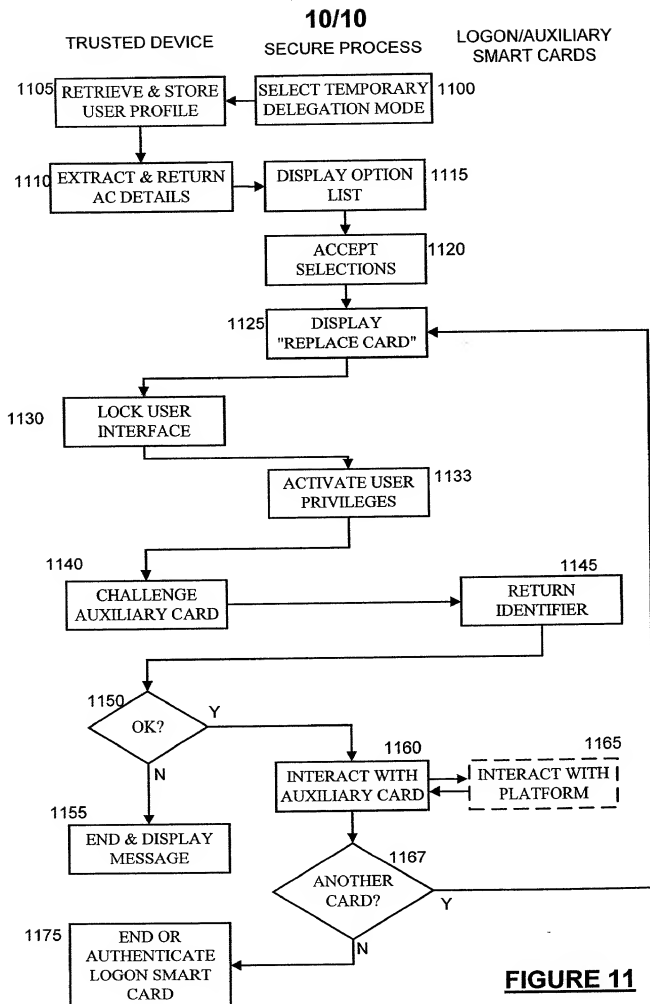 10/10
TRUSTED DEVICE
SECURE PROCESS
LOGON/AUXILIARY
SMART CARDS
1105
RETRIEVE & STORE
USER PROFILE
SELECT TEMPORARY
DELEGATION MODE
1100
1110
EXTRACT & RETURN
AC DETAILS
DISPLAY OPTION
LIST
1115
ACCEPT
SELECTIONS
1120
1125
DISPLAY
"REPLACE CARD"
1130
LOCK USER
INTERFACE
ACTIVATE USER
PRIVILEGES
1133
1140
CHALLENGE
AUXILIARY CARD
1145
RETURN
IDENTIFIER
1150
OK?
Y
N
1155
END & DISPLAY
MESSAGE
1160
INTERACT WITH
AUXILIARY CARD
1165
INTERACT WITH
PLATFORM
1167
ANOTHER
CARD?
Y
N
1175
END OR
AUTHENTICATE
LOGON SMART
CARD
FIGURE 11